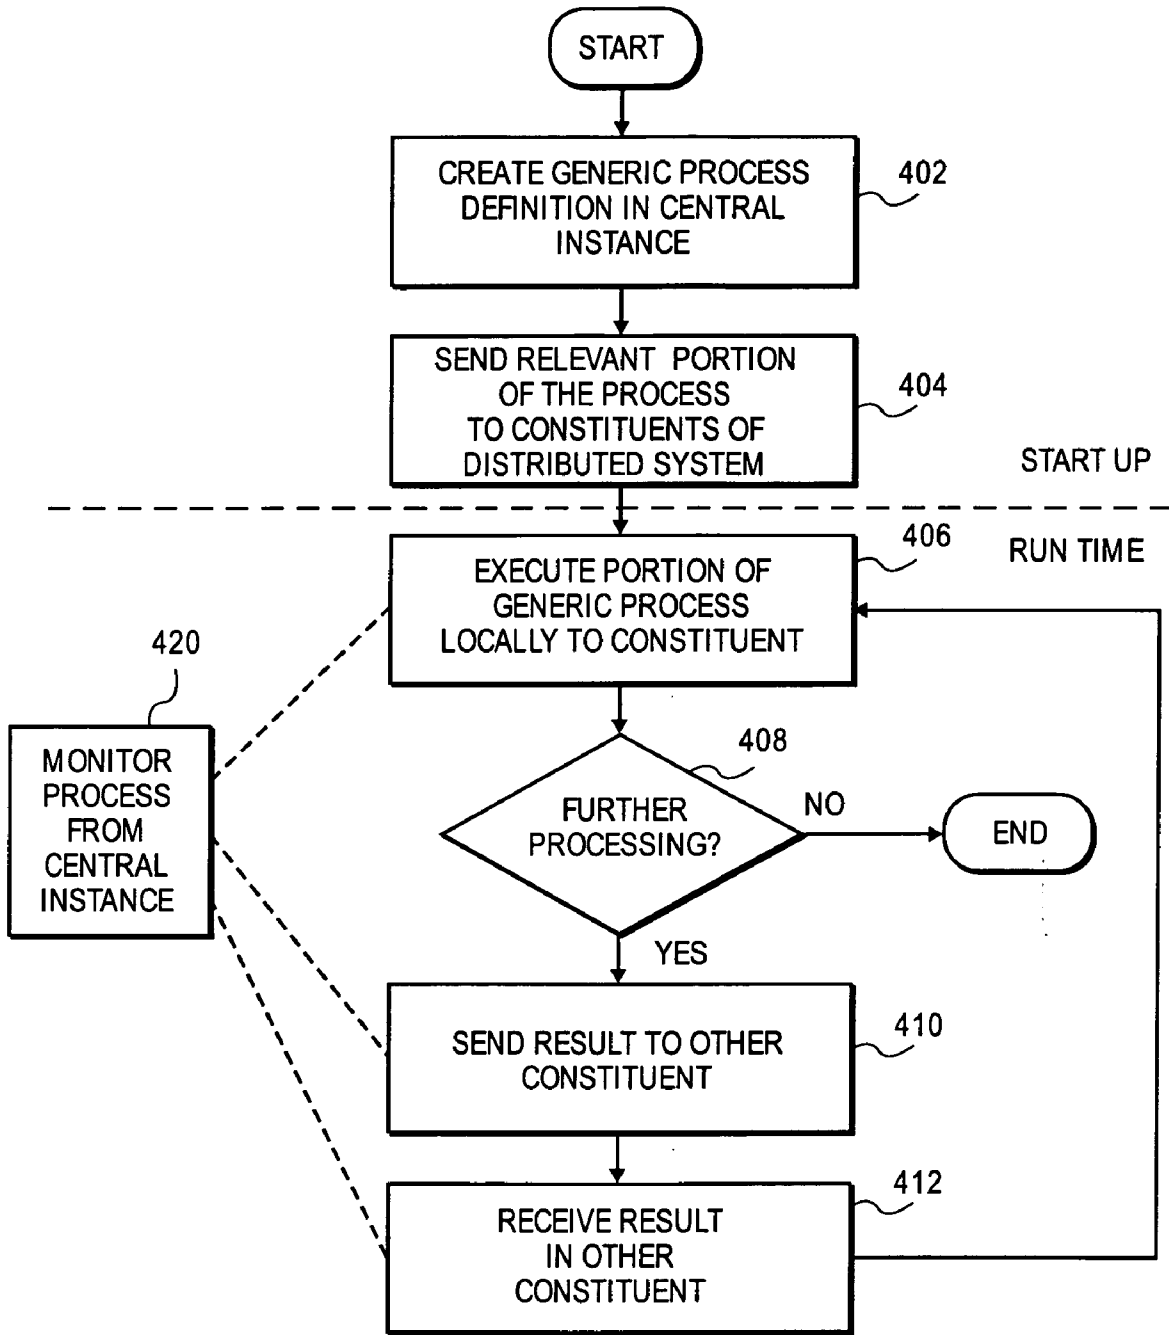 START
CREATE GENERIC PROCESS
DEFINITION IN CENTRAL
INSTANCE
402
SEND RELEVANT PORTION
OF THE PROCESS
TO CONSTITUENTS OF
DISTRIBUTED SYSTEM
404
START UP
RUN TIME
406
EXECUTE PORTION OF
GENERIC PROCESS
LOCALLY TO CONSTITUENT
420
MONITOR
PROCESS
FROM
CENTRAL
INSTANCE
408
FURTHER
PROCESSING?
NO
END
YES
SEND RESULT TO OTHER
CONSTITUENT
410
RECEIVE RESULT
IN OTHER
CONSTITUENT
412